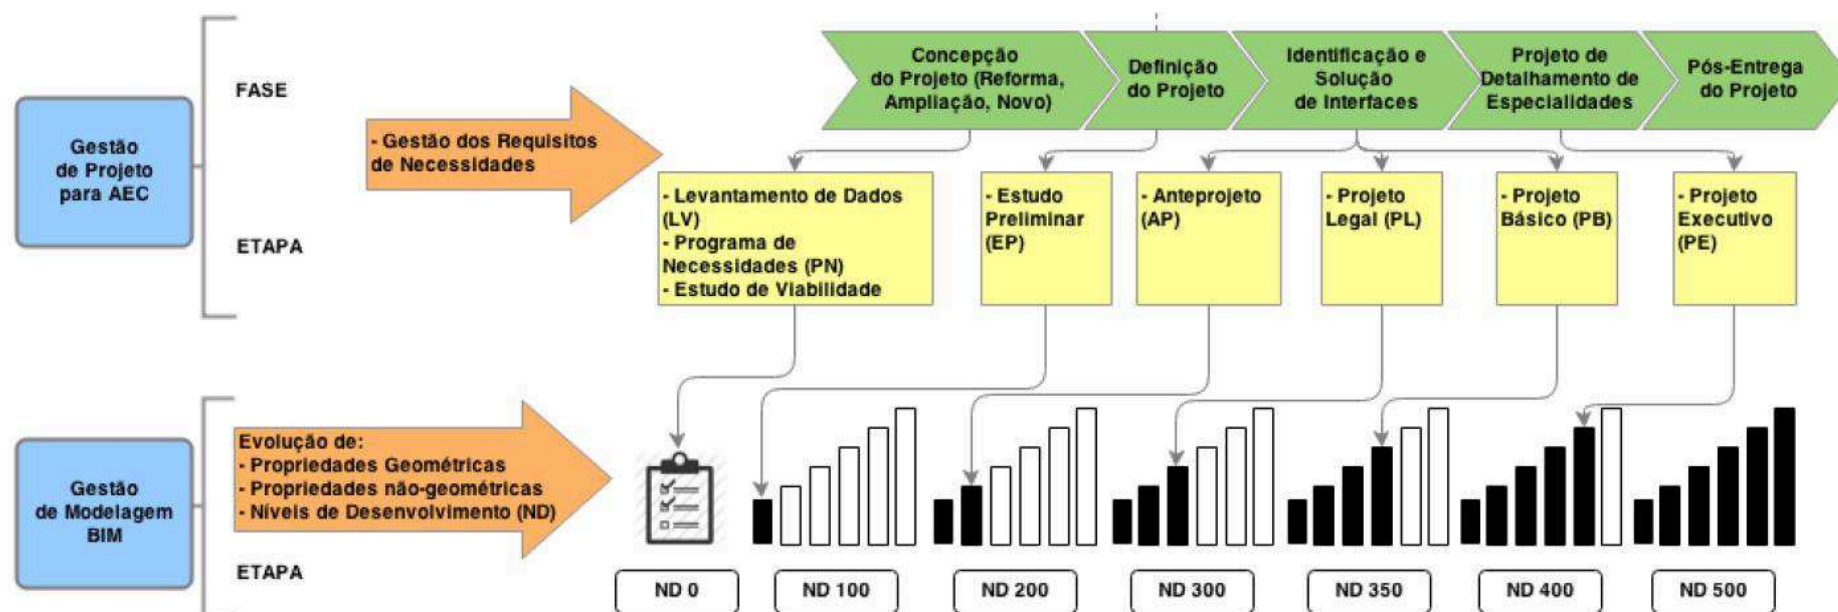 Gestão
de Projeto
para AEC
FASE
ETAPA
- Gestão dos Requisitos
de Necessidades
Concepção
do Projeto (Reforma,
Ampliação, Novo)
Definição
do Projeto
Identificação e
Solução
de Interfaces
Projeto de
Detalhamento de
Especialidades
Pós-Entrega
do Projeto
- Levantamento de Dados
(LV)
- Programa de
Necessidades (PN)
- Estudo de Viabilidade
- Estudo
Preliminar
(EP)
- Anteprojeto
(AP)
- Projeto
Legal (PL)
- Projeto
Básico (PB)
- Projeto
Executivo
(PE)
Gestão
de Modelagem
BIM
Evolução de:
- Propriedades Geométricas
- Propriedades não-geométricas
- Níveis de Desenvolvimento (ND)
ETAPA
ND 0
ND 100
ND 200
ND 300
ND 350
ND 400
ND 500